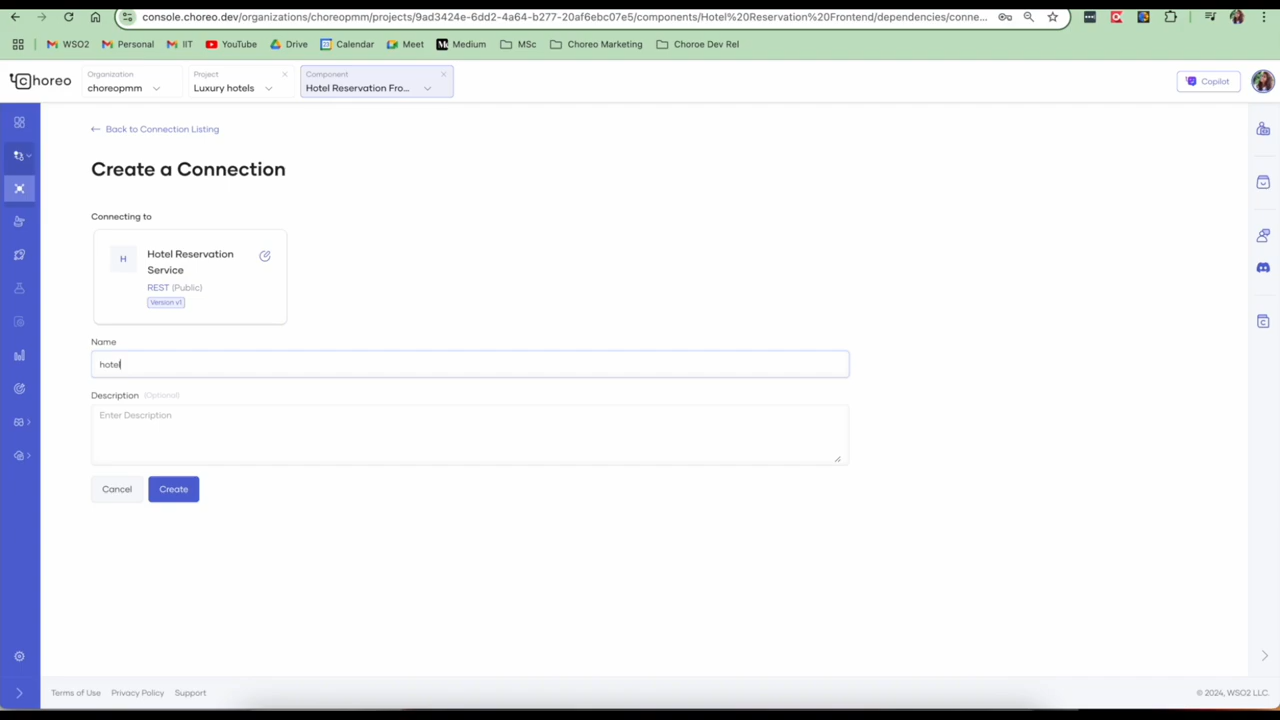 console.choreo.dev/organizations/choreopmm/projects/9ad3424e-6dd2-4a64-b277-20af6ebc07e5/components/Hotel%20Reservation%20Frontend/dependencies/conne...
WSO2 Personal IIT YouTube Drive Calendar Meet Medium MSc Choreo Marketing Choroe Dev Rel
choreo
Organization
choreopmm
Project
Luxury hotels
Component
Hotel Reservation Fro...
Copilot
Back to Connection Listing
Create a Connection
Connecting to
H
Hotel Reservation
Service
REST (Public)
Version v1
Name
hotel
Description (Optional)
Enter Description
Cancel Create
Terms of Use Privacy Policy Support
© 2024, WSO2 LLC.